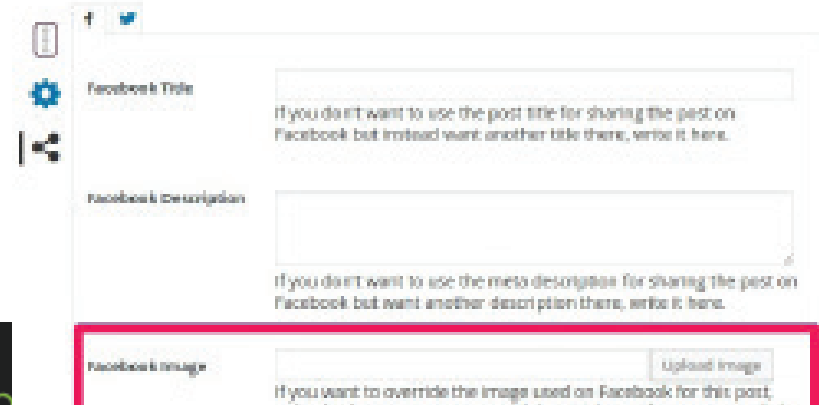 Facebook Title
If you don't want to use the post title for sharing the post on
Facebook but instead want another title there, write it here.
Facebook Description
If you don't want to use the meta description for sharing the post on
Facebook but want another description there, write it here.
Facebook Image
Upload Image
If you want to override the image used on Facebook for this post,